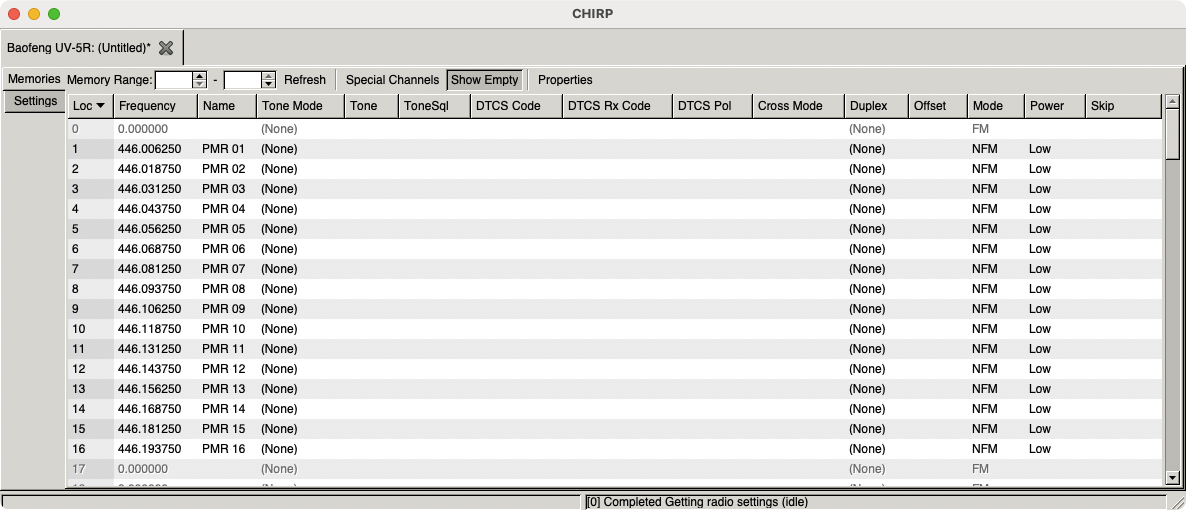 CHIRP
Baofeng UV-5R: (Untitled)*
Memories Memory Range: - Refresh Special Channels Show Empty Properties
Settings
Loc Frequency Name Tone Mode Tone ToneSql DTCS Code DTCS Rx Code DTCS Pol Cross Mode Duplex Offset Mode Power Skip
0 0.000000 (None) (None) FM
1 446.006250 PMR 01 (None) (None) NFM Low
2 446.018750 PMR 02 (None) (None) NFM Low
3 446.031250 PMR 03 (None) (None) NFM Low
4 446.043750 PMR 04 (None) (None) NFM Low
5 446.056250 PMR 05 (None) (None) NFM Low
6 446.068750 PMR 06 (None) (None) NFM Low
7 446.081250 PMR 07 (None) (None) NFM Low
8 446.093750 PMR 08 (None) (None) NFM Low
9 446.106250 PMR 09 (None) (None) NFM Low
10 446.118750 PMR 10 (None) (None) NFM Low
11 446.131250 PMR 11 (None) (None) NFM Low
12 446.143750 PMR 12 (None) (None) NFM Low
13 446.156250 PMR 13 (None) (None) NFM Low
14 446.168750 PMR 14 (None) (None) NFM Low
15 446.181250 PMR 15 (None) (None) NFM Low
16 446.193750 PMR 16 (None) (None) NFM Low
17 0.000000 (None) (None) FM
[0] Completed Getting radio settings (idle)